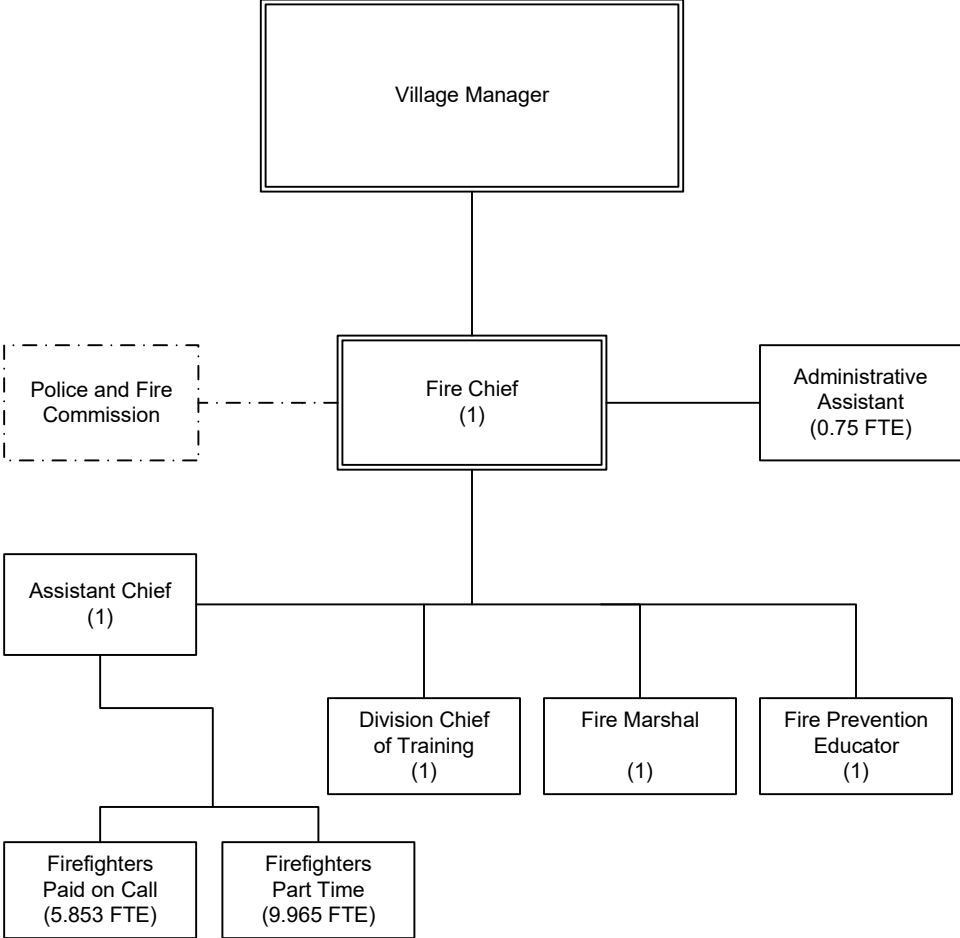 Village Manager
Police and Fire
Commission
Fire Chief
(1)
Administrative
Assistant
(0.75 FTE)
Assistant Chief
(1)
Division Chief
of Training
(1)
Fire Marshal
(1)
Fire Prevention
Educator
(1)
Firefighters
Paid on Call
(5.853 FTE)
Firefighters
Part Time
(9.965 FTE)